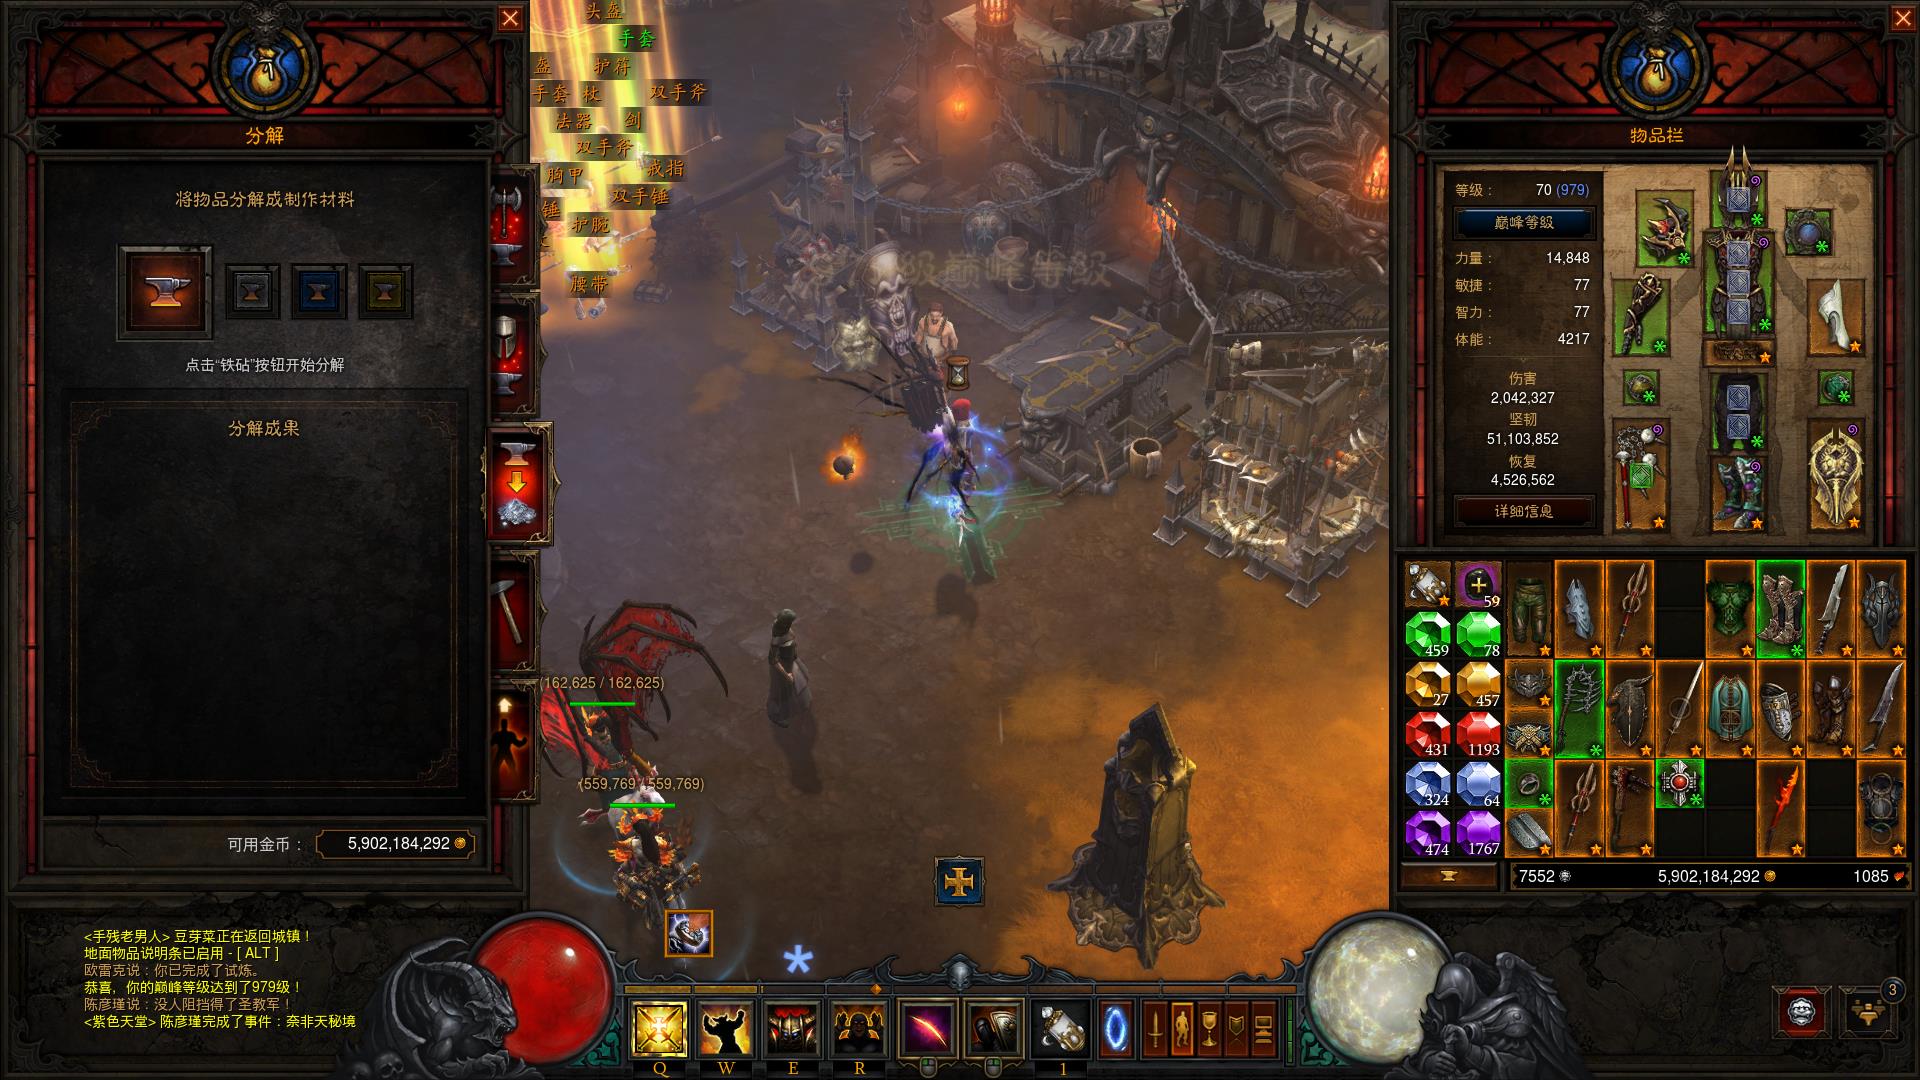 分解
将物品分解成制作材料
点击“铁砧”按钮开始分解
分解成果
可用金币：
5,902,184,292
头盔
手套
盔
护符
手套
杖
双手斧
法器
剑
双手斧
胸甲
戒指
双手锤
锤
护腕
腰带
(162,625 / 162,625)
(559,769 / 559,769)
物品栏
等级：
70 (979)
巅峰等级
力量：
14,848
敏捷：
77
智力：
77
体能：
4217
伤害
2,042,327
坚韧
51,103,852
恢复
4,526,562
详细信息
59
459
78
27
457
431
1193
324
64
474
1767
7552
5,902,184,292
1085
<手残老男人> 豆芽菜正在返回城镇！
地面物品说明条已启用 - [ ALT ]
欧雷克说：你已完成了试炼。
恭喜，你的巅峰等级达到了979级！
陈彦瑾说：没人阻挡得了圣教军！
<紫色天堂> 陈彦瑾完成了事件：奈非天秘境
Q
W
E
R
1
3